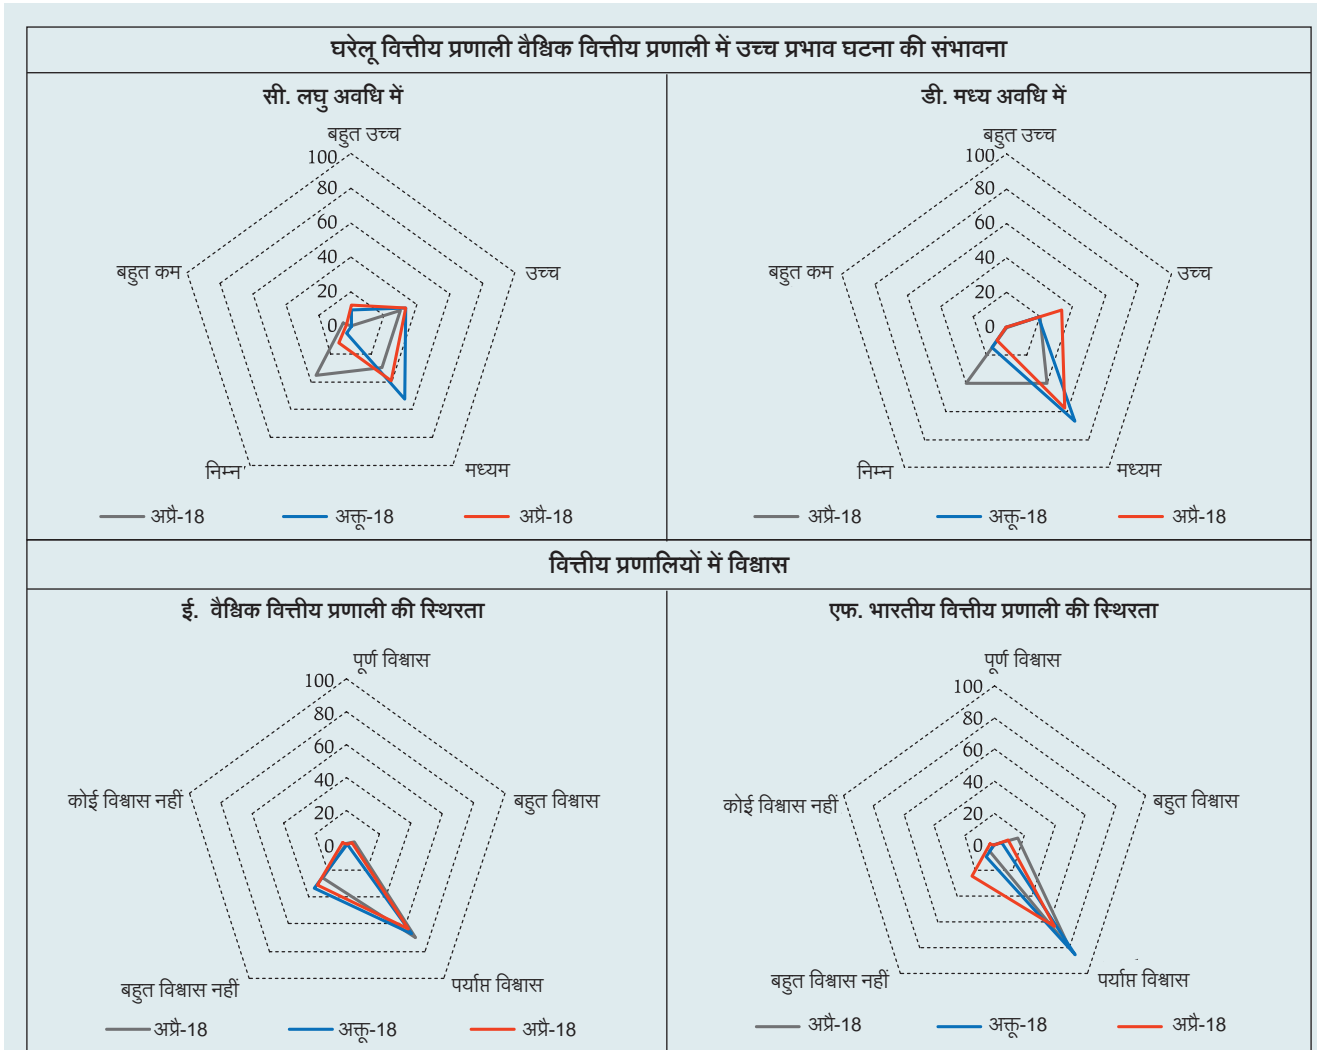 घरेलू वित्तीय प्रणाली वैश्विक वित्तीय प्रणाली में उच्च प्रभाव घटना की संभावना
सी. लघु अवधि में
बहुत उच्च
100
80
60
40
20
0
बहुत कम
उच्च
निम्न
मध्यम
अप्रै-18 अक्तू-18 अप्रै-18
डी. मध्य अवधि में
बहुत उच्च
100
80
60
40
20
0
बहुत कम
उच्च
निम्न
मध्यम
अप्रै-18 अक्तू-18 अप्रै-18
वित्तीय प्रणालियों में विश्वास
ई. वैश्विक वित्तीय प्रणाली की स्थिरता
पूर्ण विश्वास
100
80
60
40
20
0
कोई विश्वास नहीं
बहुत विश्वास
बहुत विश्वास नहीं
पर्याप्त विश्वास
अप्रै-18 अक्तू-18 अप्रै-18
एफ. भारतीय वित्तीय प्रणाली की स्थिरता
पूर्ण विश्वास
100
80
60
40
20
0
कोई विश्वास नहीं
बहुत विश्वास
बहुत विश्वास नहीं
पर्याप्त विश्वास
अप्रै-18 अक्तू-18 अप्रै-18